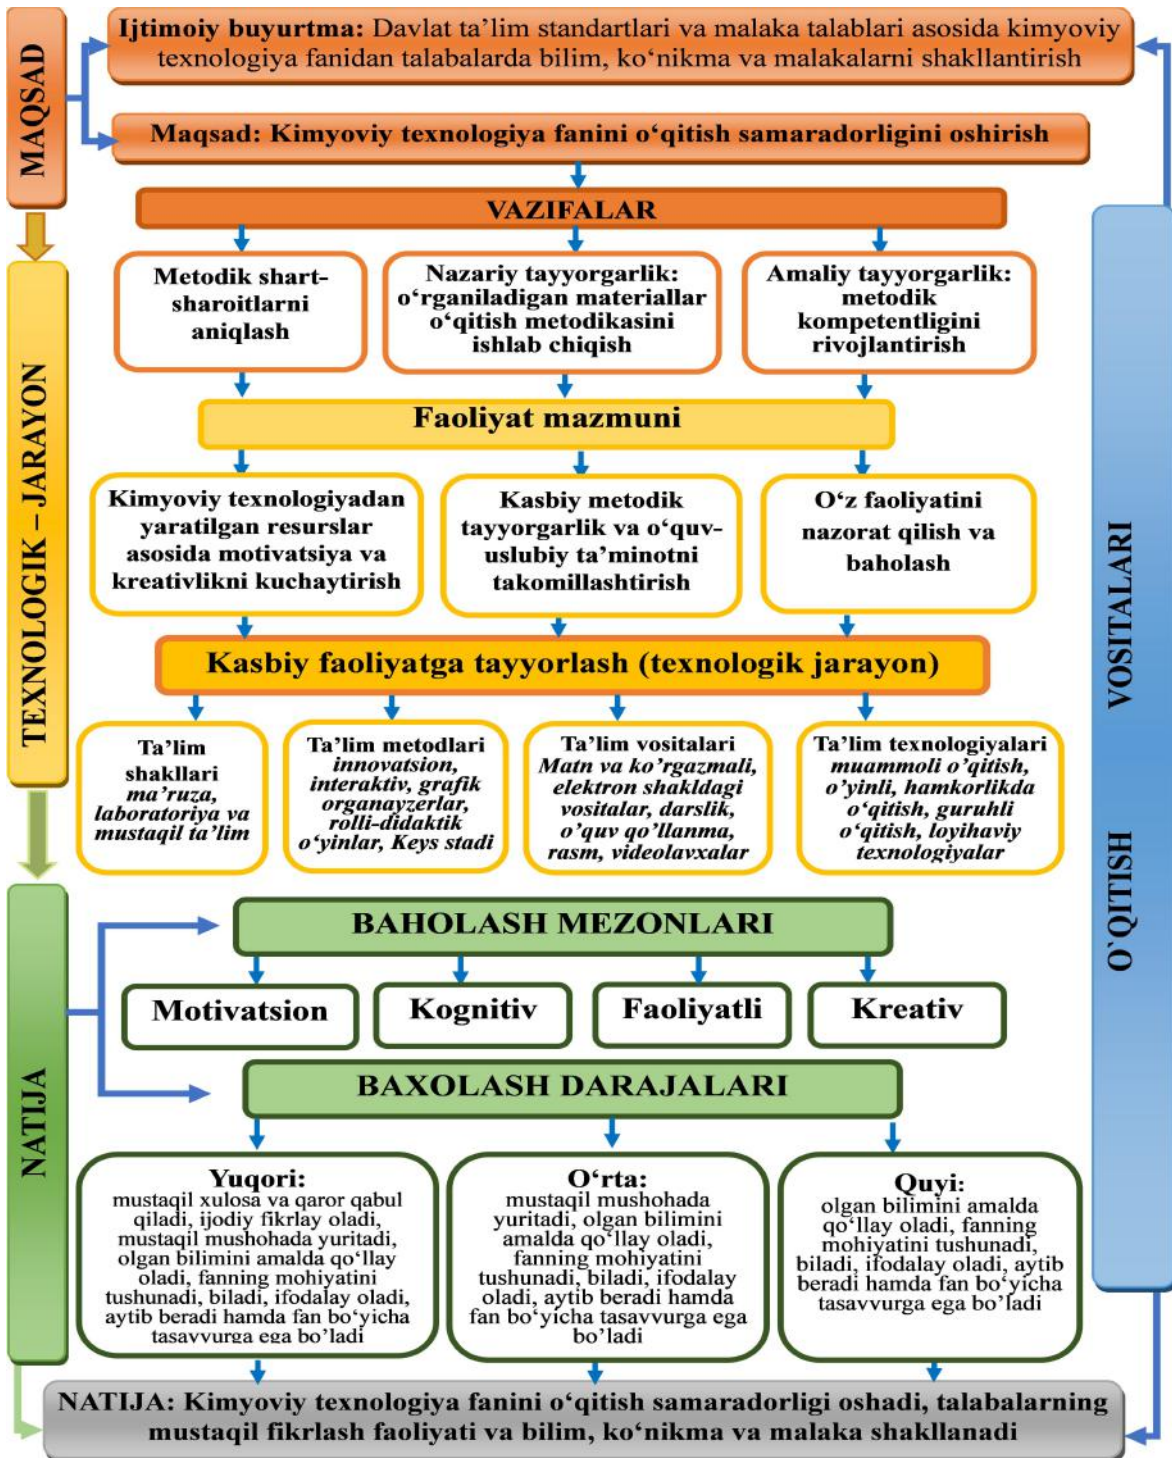 MAQSAD
Ijtimoiy buyurtma: Davlat ta’lim standartlari va malaka talablari asosida kimyoviy
texnologiya fanidan talabalarda bilim, ko‘nikma va malakalarni shakllantirish
Maqsad: Kimyoviy texnologiya fanini o‘qitish samaradorligini oshirish
VAZIFALAR
TEXNOLOGIK – JARAYON
Metodik shart-
sharoitlarni
aniqlash
Nazariy tayyorgarlik:
o‘rganiladigan materiallar
o‘qitish metodikasini
ishlab chiqish
Amaliy tayyorgarlik:
metodik
kompetentligini
rivojlantirish
Faoliyat mazmuni
Kimyoviy texnologiyadan
yaratilgan resurslar
asosida motivatsiya va
kreativlikni kuchaytirish
Kasbiy metodik
tayyorgarlik va o‘quv-
uslubiy ta’minotni
takomillashtirish
O‘z faoliyatini
nazorat qilish va
baholash
Kasbiy faoliyatga tayyorlash (texnologik jarayon)
Ta’lim
shakllari
ma’ruza,
laboratoriya va
mustaqil ta’lim
Ta’lim metodlari
innovatsion,
interaktiv, grafik
organayzerlar,
rolli-didaktik
o‘yinlar, Keys stadi
Ta’lim vositalari
Matn va ko’rgazmali,
elektron shakldagi
vositalar, darslik,
o’quv qo’llanma,
rasm, videolavxalar
Ta’lim texnologiyalari
muammoli o’qitish,
o’yinli, hamkorlikda
o‘qitish, guruhli
o‘qitish, loyihaviy
texnologiyalar
O`QITISH VOSITALARI
NATIJA
BAHOLASH MEZONLARI
Motivatsion
Kognitiv
Faoliyatli
Kreativ
BAXOLASH DARAJALARI
Yuqori:
mustaqil xulosa va qaror qabul
qiladi, ijodiy fikrlay oladi,
mustaqil mushohada yuritadi,
olgan bilimini amalda qo‘llay
oladi, fanning mohiyatini
tushunadi, biladi, ifodalay oladi,
aytib beradi hamda fan bo‘yicha
tasavvurga ega bo’ladi
O‘rta:
mustaqil mushohada
yuritadi, olgan bilimini
amalda qo‘llay oladi,
fanning mohiyatini
tushunadi, biladi, ifodalay
oladi, aytib beradi hamda
fan bo‘yicha tasavvurga ega
bo’ladi
Quyi:
olgan bilimini amalda
qo‘llay oladi, fanning
mohiyatini tushunadi,
biladi, ifodalay oladi, aytib
beradi hamda fan bo‘yicha
tasavvurga ega bo’ladi
NATIJA: Kimyoviy texnologiya fanini o‘qitish samaradorligi oshadi, talabalarning
mustaqil fikrlash faoliyati va bilim, ko‘nikma va malaka shakllanadi